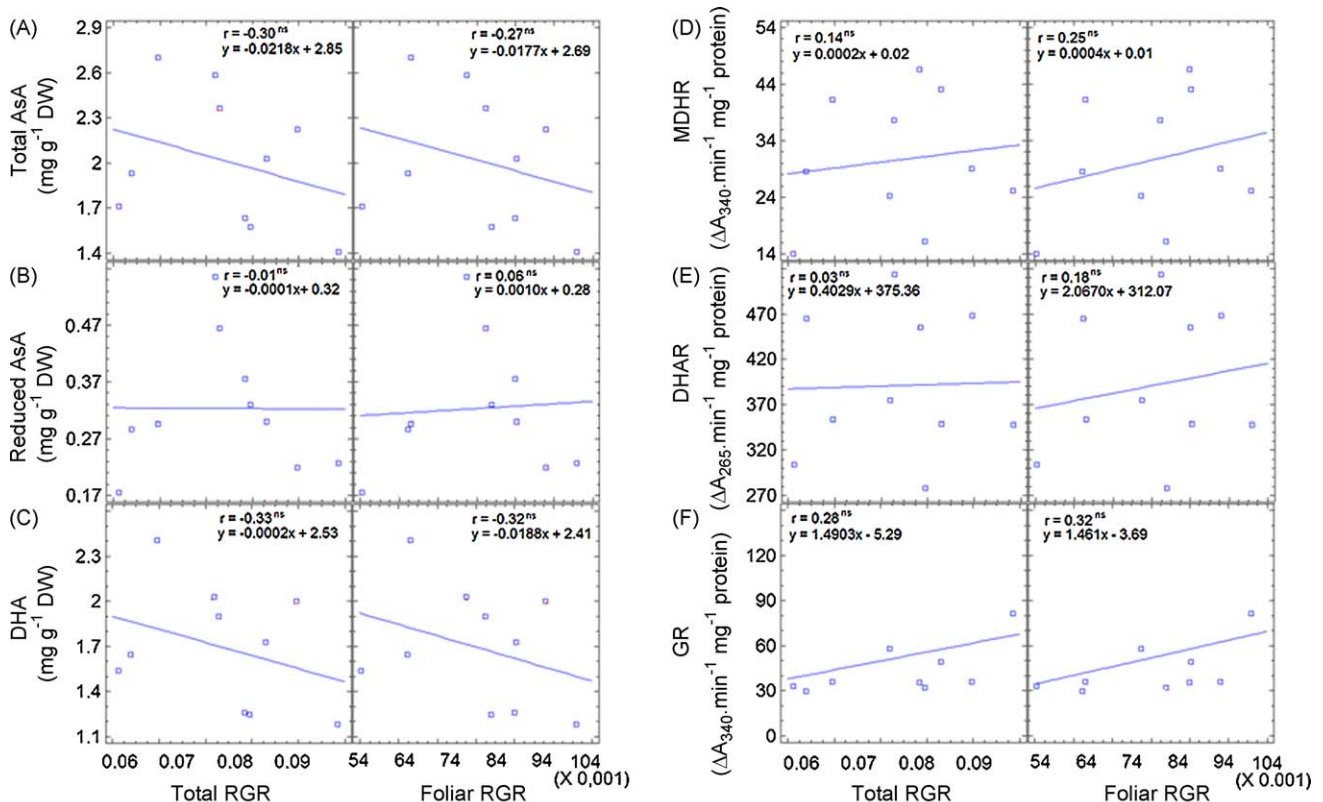 (A)
Total AsA
(mg g⁻¹ DW)
2.9
2.6
2.3
2
1.7
1.4
r = -0.30 ns
y = -0.0218x + 2.85
r = -0.27 ns
y = -0.0177x + 2.69
(B)
Reduced AsA
(mg g⁻¹ DW)
0.47
0.37
0.27
0.17
r = -0.01 ns
y = -0.0001x+ 0.32
r = 0.06 ns
y = 0.0010x + 0.28
(C)
DHA
(mg g⁻¹ DW)
2.3
2
1.7
1.4
1.1
r = -0.33 ns
y = -0.0002x + 2.53
r = -0.32 ns
y = -0.0188x + 2.41
0.06 0.07 0.08 0.09
54 64 74 84 94 104
(X 0,001)
Total RGR
Foliar RGR
(D)
MDHR
(ΔA₃₄₀.min⁻¹ mg⁻¹ protein)
54
44
34
24
14
r = 0.14 ns
y = 0.0002x + 0.02
r = 0.25 ns
y = 0.0004x + 0.01
(E)
DHAR
(ΔA₂₆₅.min⁻¹ mg⁻¹ protein)
470
420
370
320
270
r = 0.03 ns
y = 0.4029x + 375.36
r = 0.18 ns
y = 2.0670x + 312.07
(F)
GR
(ΔA₃₄₀.min⁻¹ mg⁻¹ protein)
120
90
60
30
0
r = 0.28 ns
y = 1.4903x - 5.29
r = 0.32 ns
y = 1.461x - 3.69
0.06 0.07 0.08 0.09
54 64 74 84 94 104
(X 0.001)
Total RGR
Foliar RGR